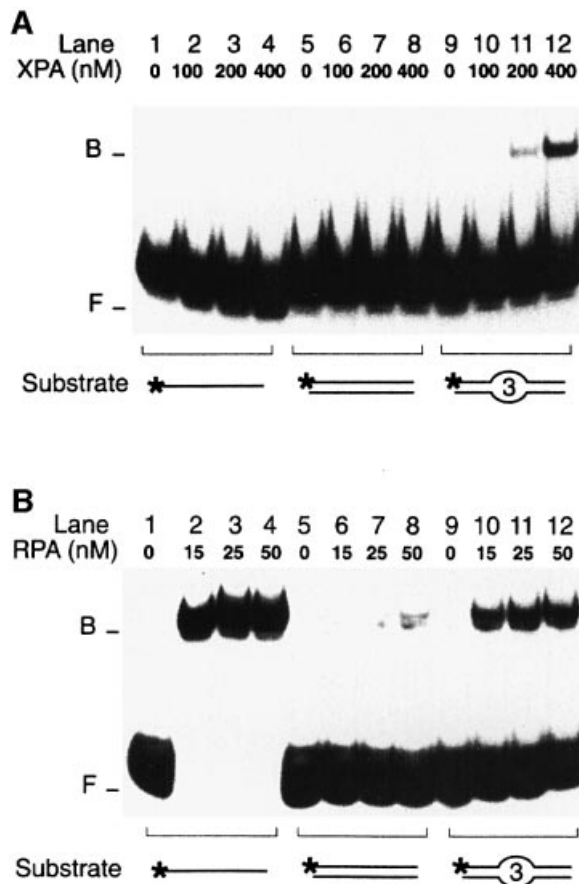 A
Lane 1 2 3 4 5 6 7 8 9 10 11 12
XPA (nM) 0 100 200 400 0 100 200 400 0 100 200 400
B –
F –
Substrate * * * 3
B
Lane 1 2 3 4 5 6 7 8 9 10 11 12
RPA (nM) 0 15 25 50 0 15 25 50 0 15 25 50
B –
F –
Substrate * * * 3